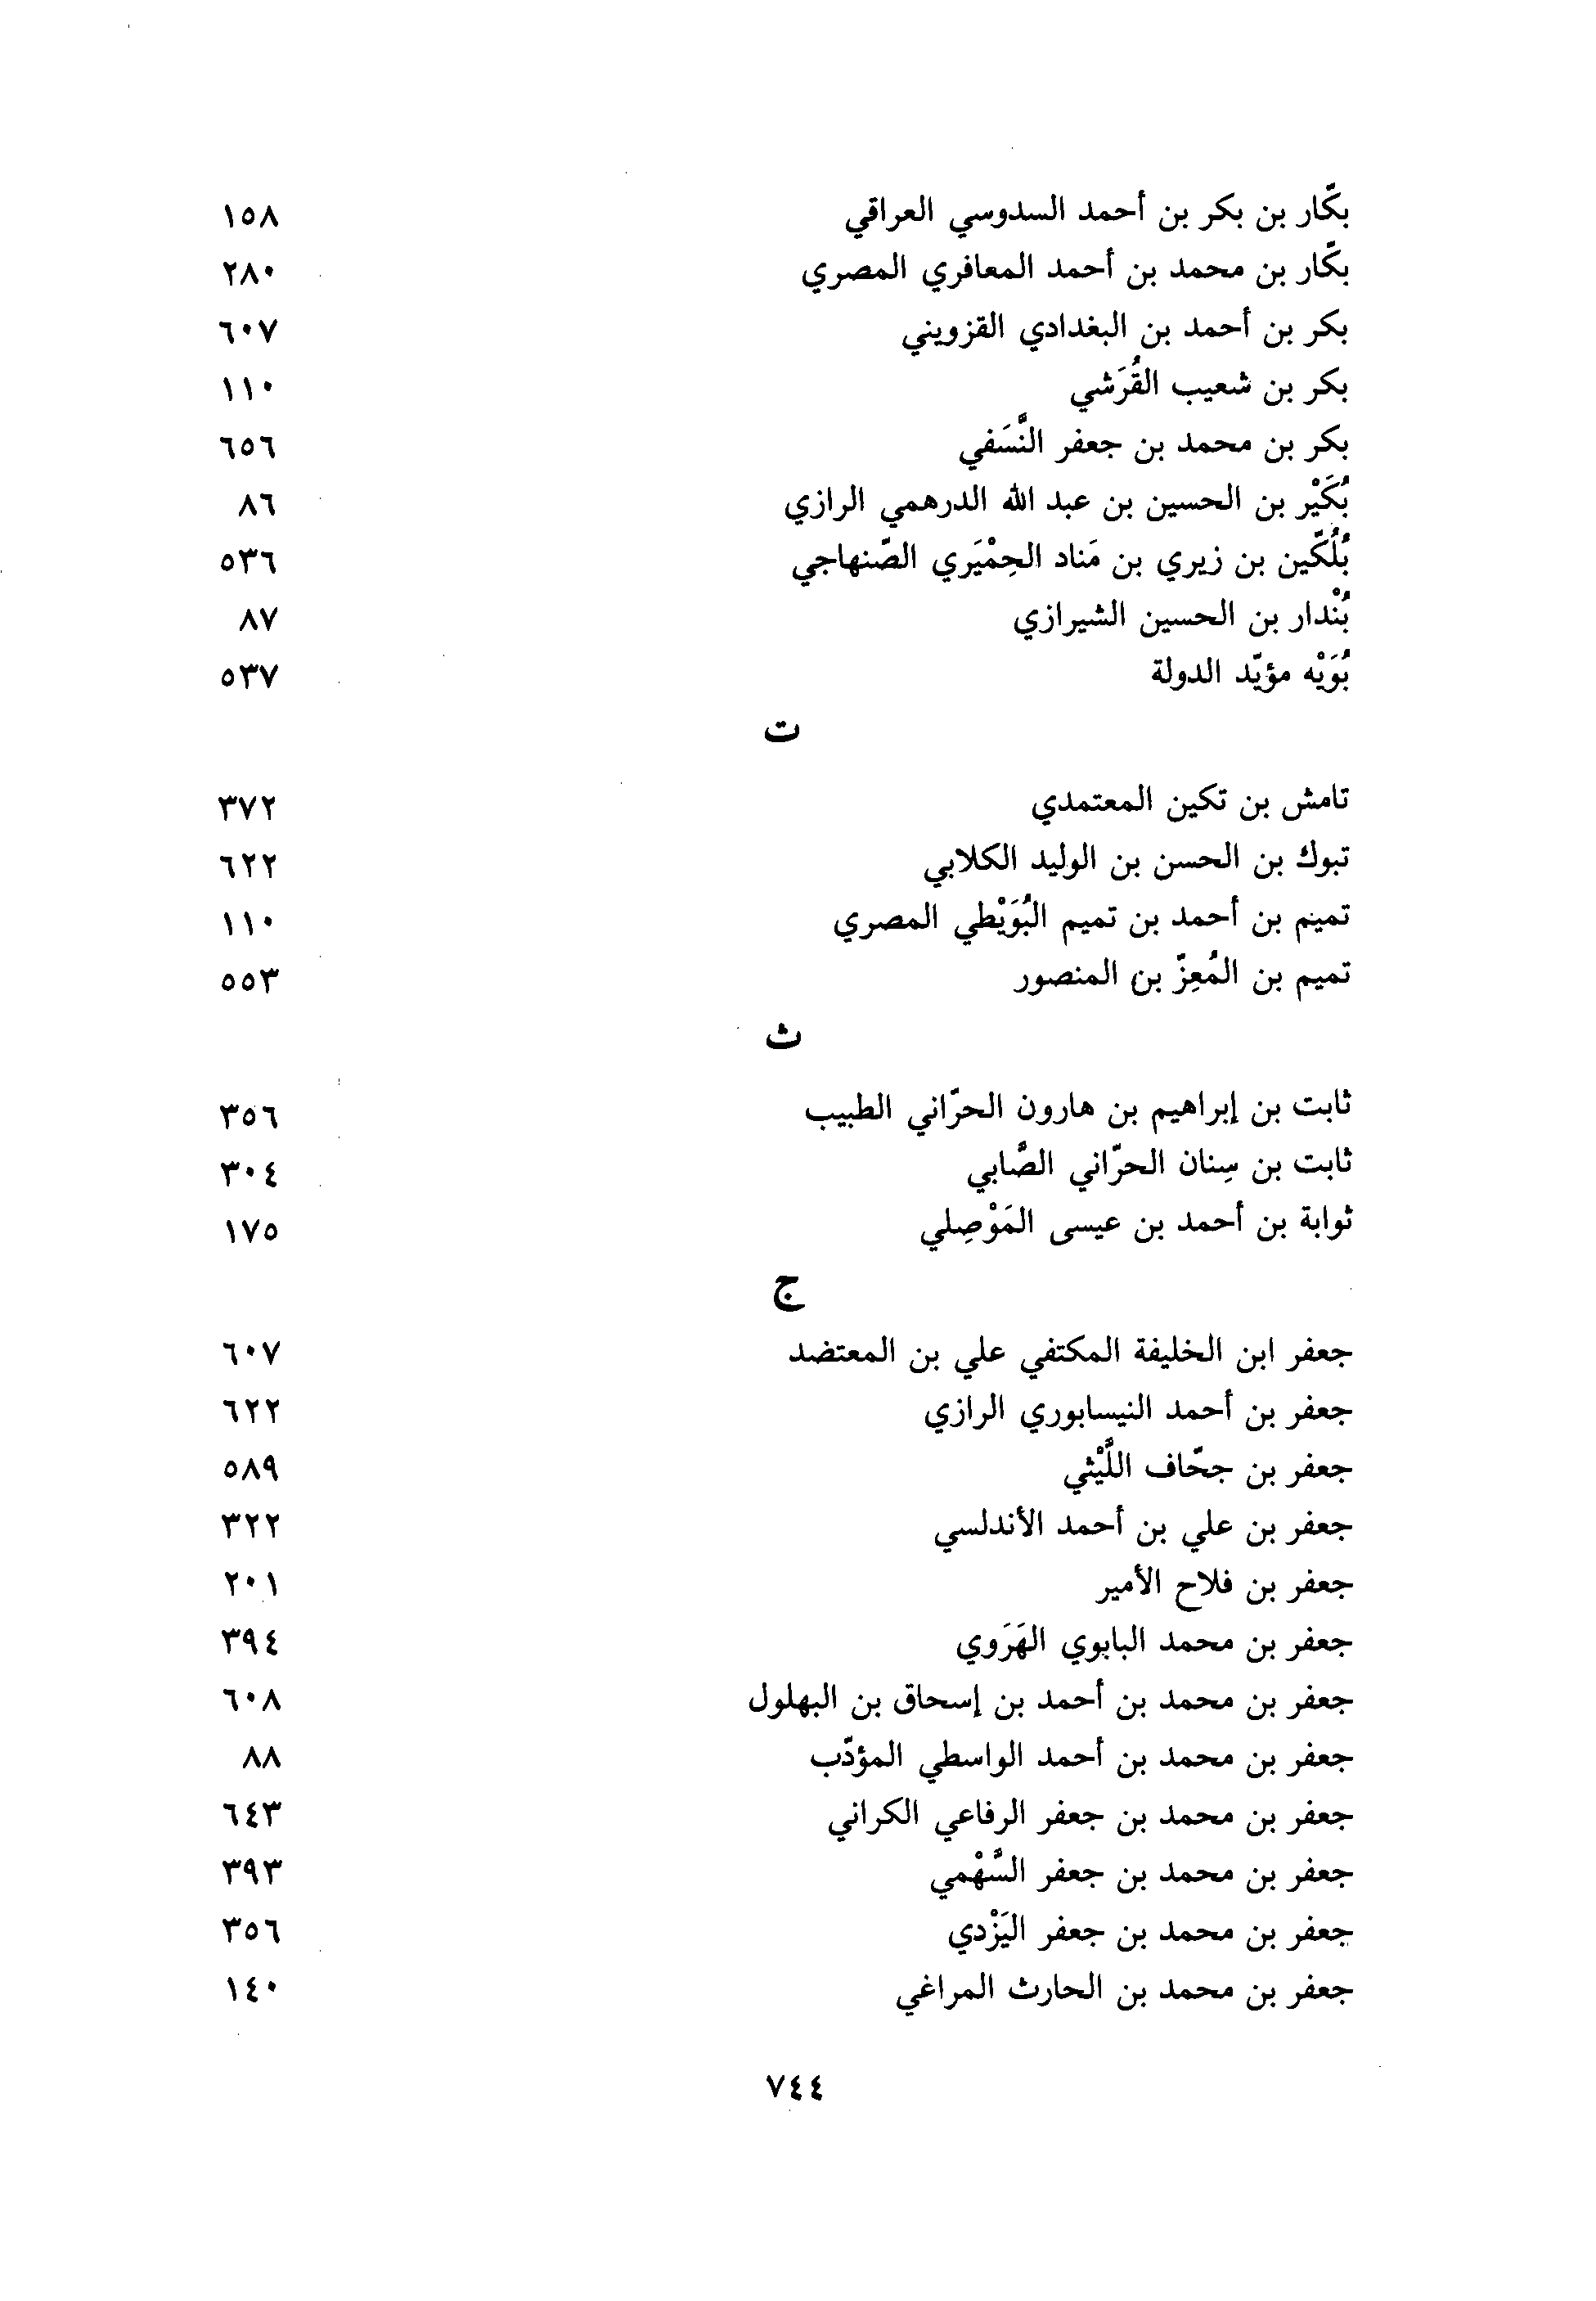 بكّار بن بكر بن أحمد السدوسي العراقي ١٥٨
بكّار بن محمد بن أحمد المعافري المصري ٢٨٠
بكر بن أحمد بن البغدادي القزويني ٦٠٧
بكر بن شعيب القُرَشي ١١٠
بكر بن محمد بن جعفر النَّسَفي ٦٥٦
بُكَيْر بن الحسين بن عبد الله الدرهمي الرازي ٨٦
بُلُكّين بن زيري بن مَناد الحِمْيَري الصّنهاجي ٥٣٦
بُنْدار بن الحسين الشيرازي ٨٧
بُوَيْه مؤيّد الدولة ٥٣٧
ت
تامش بن تكين المعتمدي ٣٧٢
تبوك بن الحسن بن الوليد الكلابي ٦٢٢
تميم بن أحمد بن تميم البُوَيْطي المصري ١١٠
تميم بن المُعِزّ بن المنصور ٥٥٣
ث
ثابت بن إبراهيم بن هارون الحرّاني الطبيب ٣٥٦
ثابت بن سِنان الحرّاني الصَّابي ٣٠٤
ثوابة بن أحمد بن عيسى المَوْصِلي ١٧٥
ج
جعفر ابن الخليفة المكتفي علي بن المعتضد ٦٠٧
جعفر بن أحمد النيسابوري الرازي ٦٢٢
جعفر بن جحّاف اللَّيْثي ٥٨٩
جعفر بن علي بن أحمد الأندلسي ٣٢٢
جعفر بن فلاح الأمير ٢٠١
جعفر بن محمد البابوي الهَرَوي ٣٩٤
جعفر بن محمد بن أحمد بن إسحاق بن البهلول ٦٠٨
جعفر بن محمد بن أحمد الواسطي المؤدّب ٨٨
جعفر بن محمد بن جعفر الرفاعي الكراني ٦٤٣
جعفر بن محمد بن جعفر السَّهْمي ٣٩٣
جعفر بن محمد بن جعفر اليَزْدي ٣٥٦
جعفر بن محمد بن الحارث المراغي ١٤٠
٧٤٤